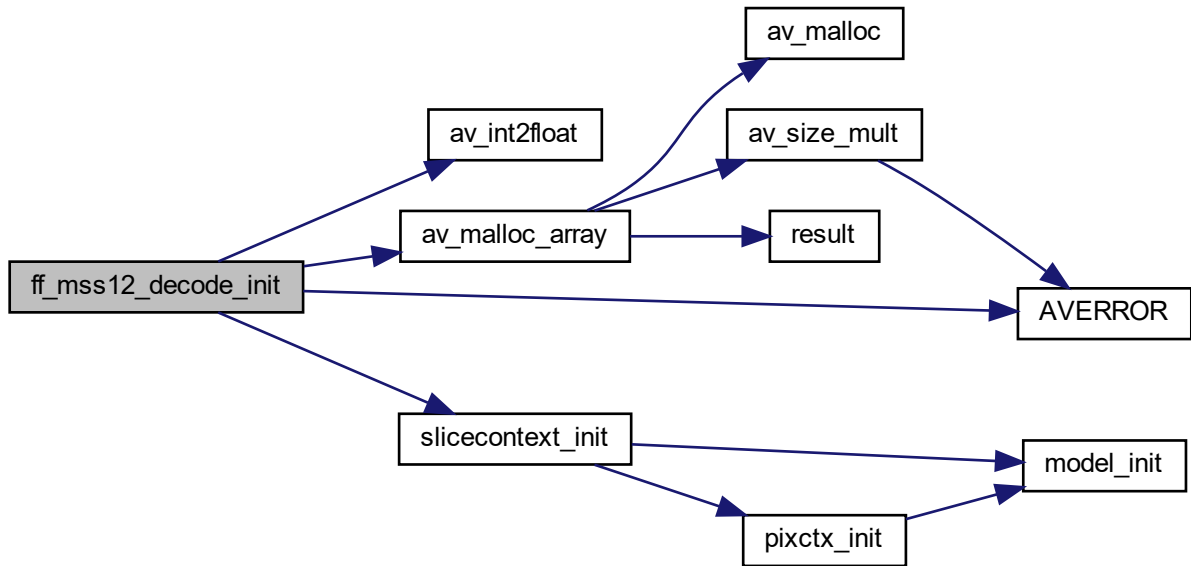 av_malloc
av_int2float
av_size_mult
av_malloc_array
result
ff_mss12_decode_init
AVERROR
slicecontext_init
model_init
pixctx_init